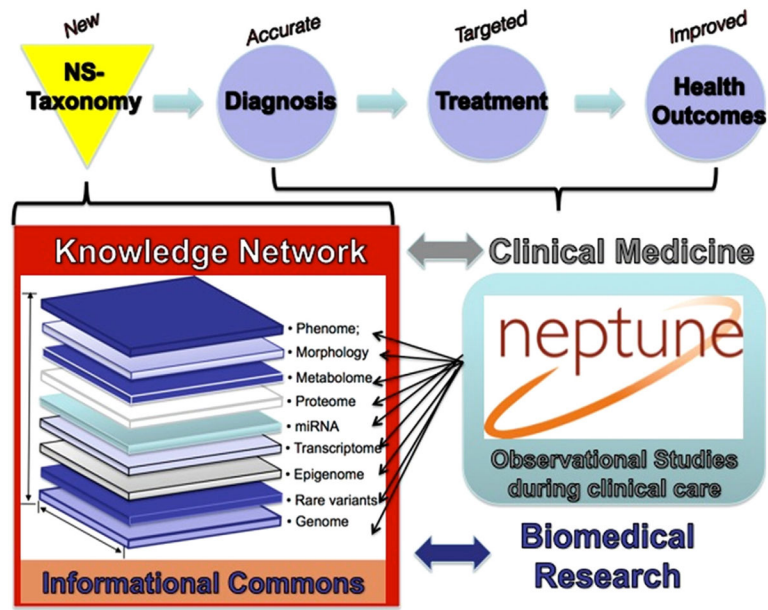 New
Accurate
Targeted
Improved
NS-
Taxonomy
Diagnosis
Treatment
Health
Outcomes
Knowledge Network
Clinical Medicine
• Phenome;
• Morphology
• Metabolome
• Proteome
• miRNA
• Transcriptome
• Epigenome
• Rare variants
• Genome
neptune
Observational Studies
during clinical care
Informational Commons
Biomedical
Research